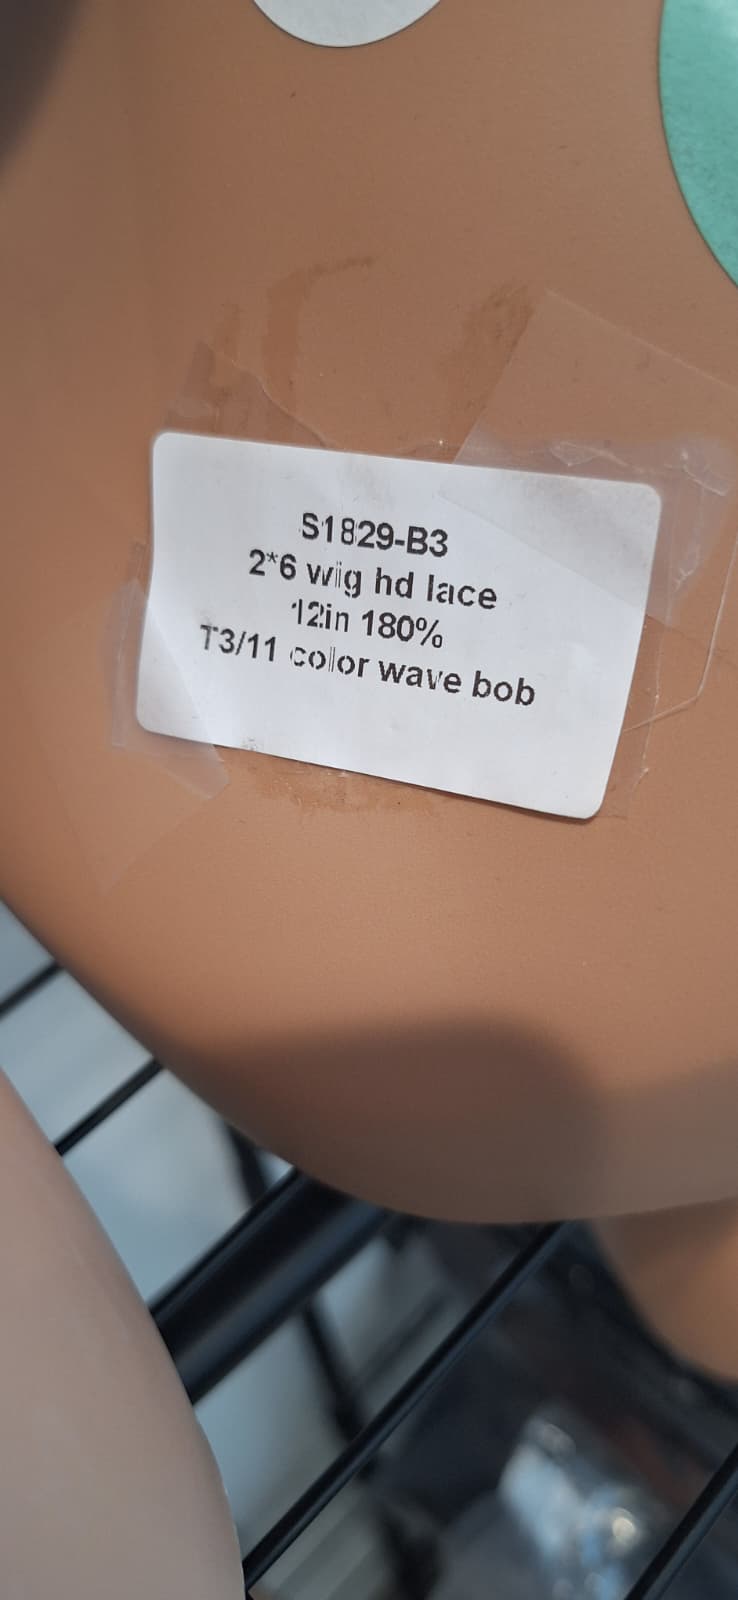 S1829-B3
2*6 wig hd lace
12in 180%
T3/11 color wave bob